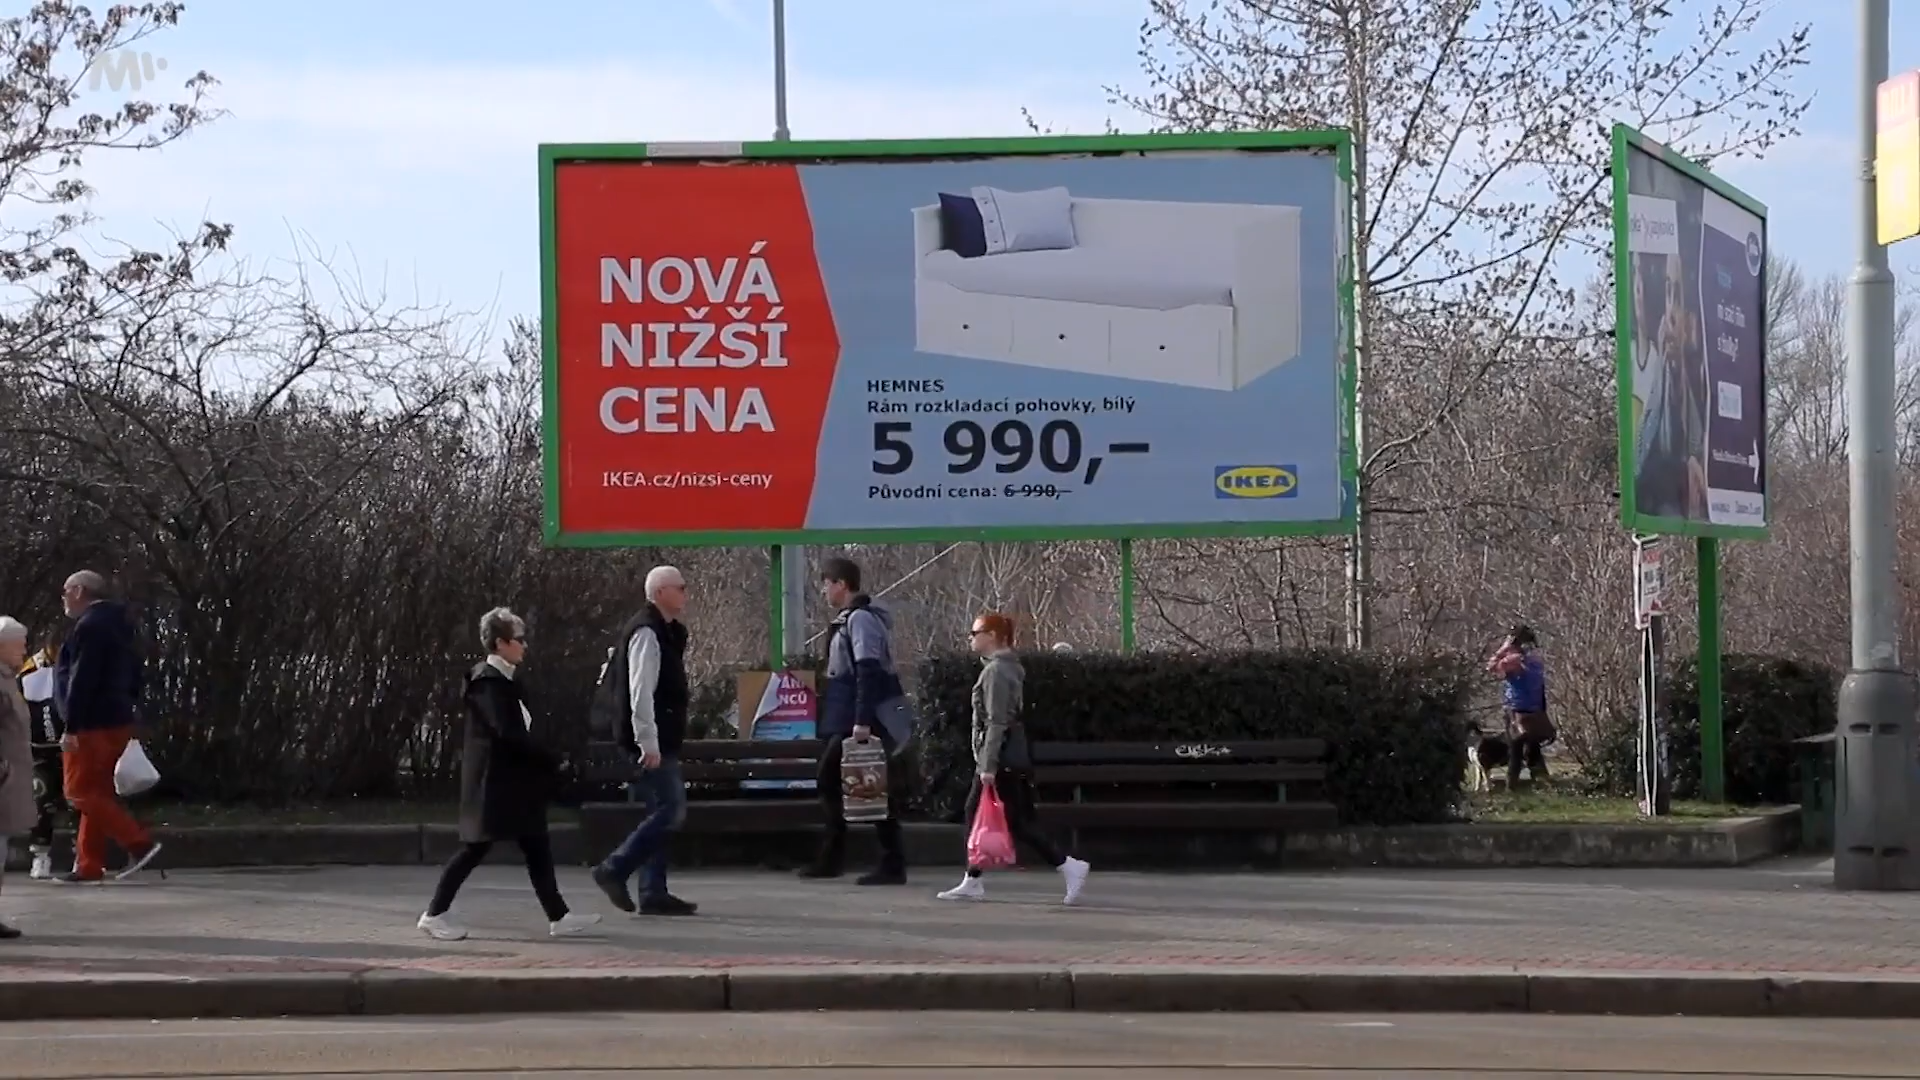 NOVÁ
NIŽŠÍ
CENA
IKEA.cz/nizsi-ceny
HEMNES
Rám rozkladací pohovky, bílý
5 990,–
Původní cena: 6 990,–
IKEA
NCŮ